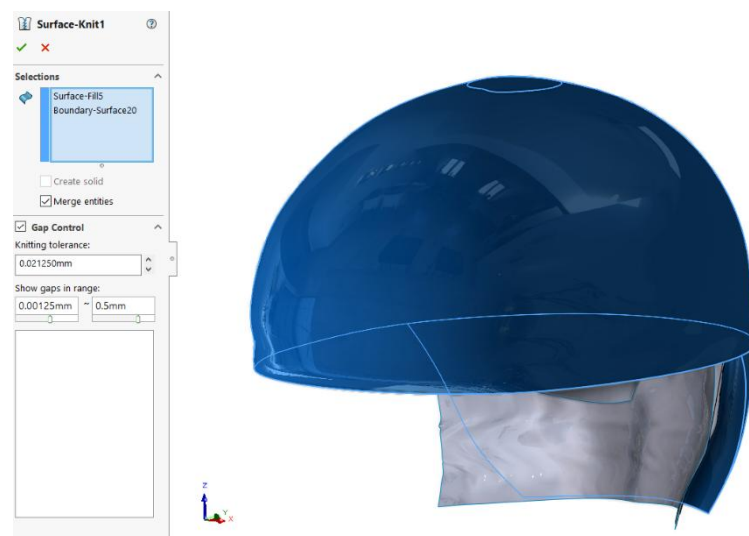 Surface-Knit1
Selections
Surface-Fill5
Boundary-Surface20
Create solid
Merge entities
Gap Control
Knitting tolerance:
0.021250mm
Show gaps in range:
0.00125mm ~ 0.5mm
Z
Y
X